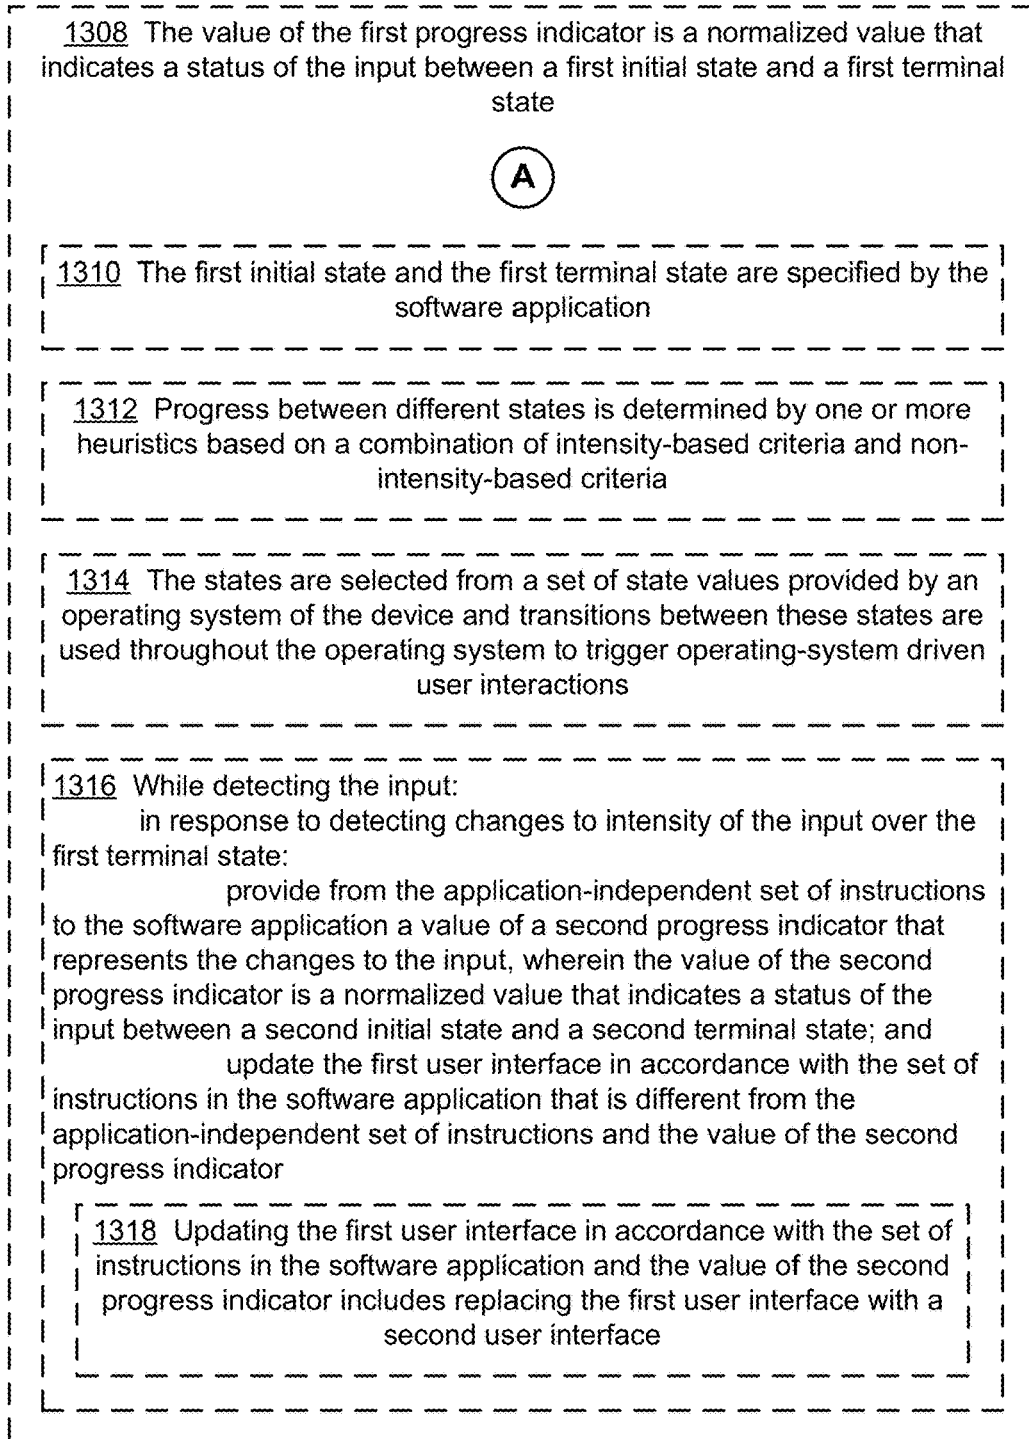 1308 The value of the first progress indicator is a normalized value that
indicates a status of the input between a first initial state and a first terminal
state
A
1310 The first initial state and the first terminal state are specified by the
software application
1312 Progress between different states is determined by one or more
heuristics based on a combination of intensity-based criteria and non-
intensity-based criteria
1314 The states are selected from a set of state values provided by an
operating system of the device and transitions between these states are
used throughout the operating system to trigger operating-system driven
user interactions
1316 While detecting the input:
in response to detecting changes to intensity of the input over the
first terminal state:
provide from the application-independent set of instructions
to the software application a value of a second progress indicator that
represents the changes to the input, wherein the value of the second
progress indicator is a normalized value that indicates a status of the
input between a second initial state and a second terminal state; and
update the first user interface in accordance with the set of
instructions in the software application that is different from the
application-independent set of instructions and the value of the second
progress indicator
1318 Updating the first user interface in accordance with the set of
instructions in the software application and the value of the second
progress indicator includes replacing the first user interface with a
second user interface